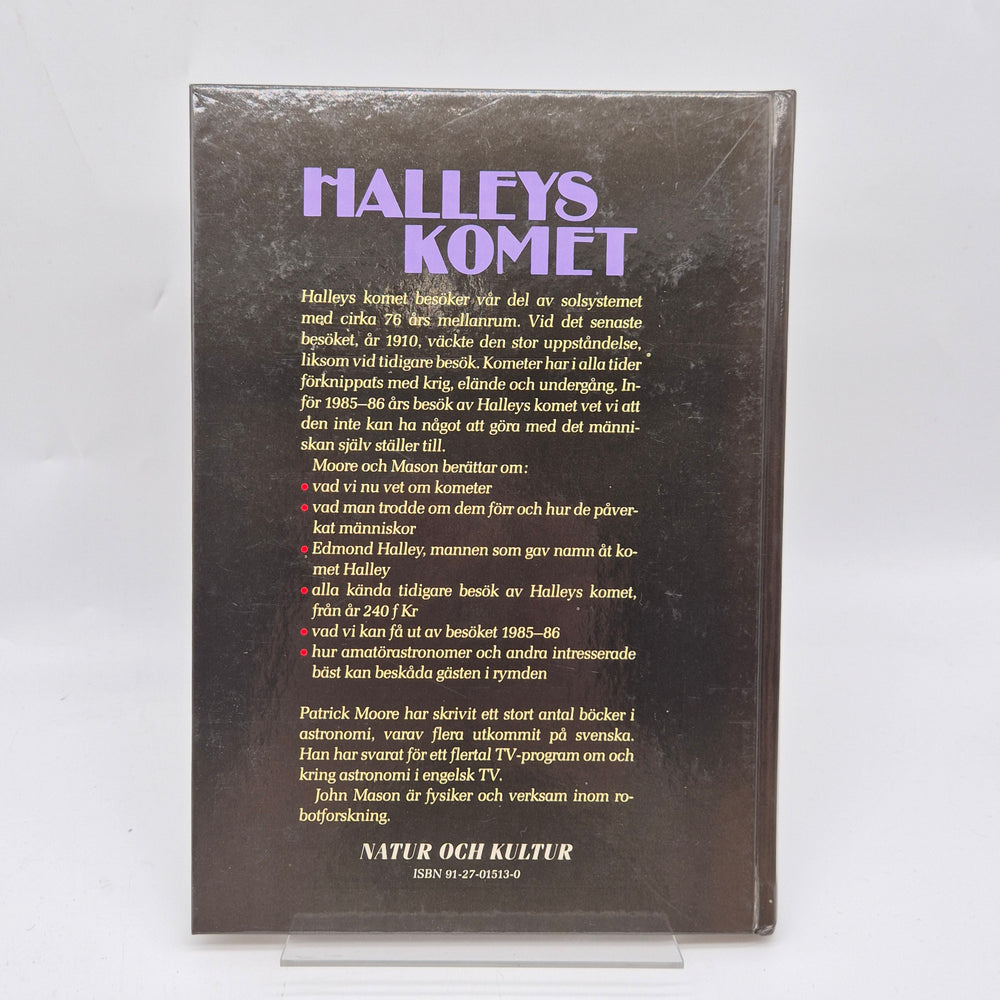 HALLEYS
KOMET
Halleys komet besöker vår del av solsystemet
med cirka 76 års mellanrum. Vid det senaste
besöket, år 1910, väckte den stor uppståndelse,
liksom vid tidigare besök. Kometer har i alla tider
förknippats med krig, elände och undergång. In-
för 1985–86 års besök av Halleys komet vet vi att
den inte kan ha något att göra med det männi-
skan själv ställer till.
Moore och Mason berättar om:
• vad vi nu vet om kometer
• vad man trodde om dem förr och hur de påver-
kat människor
• Edmond Halley, mannen som gav namn åt ko-
met Halley
• alla kända tidigare besök av Halleys komet,
från år 240 f Kr
• vad vi kan få ut av besöket 1985–86
• hur amatörastronomer och andra intresserade
bäst kan beskåda gästen i rymden
Patrick Moore har skrivit ett stort antal böcker i
astronomi, varav flera utkommit på svenska.
Han har svarat för ett flertal TV-program om och
kring astronomi i engelsk TV.
John Mason är fysiker och verksam inom ro-
botforskning.
NATUR OCH KULTUR
ISBN 91-27-01513-0